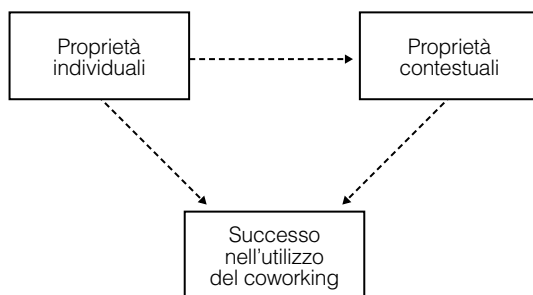 Proprietà
individuali
Proprietà
contestuali
Successo
nell'utilizzo
del coworking